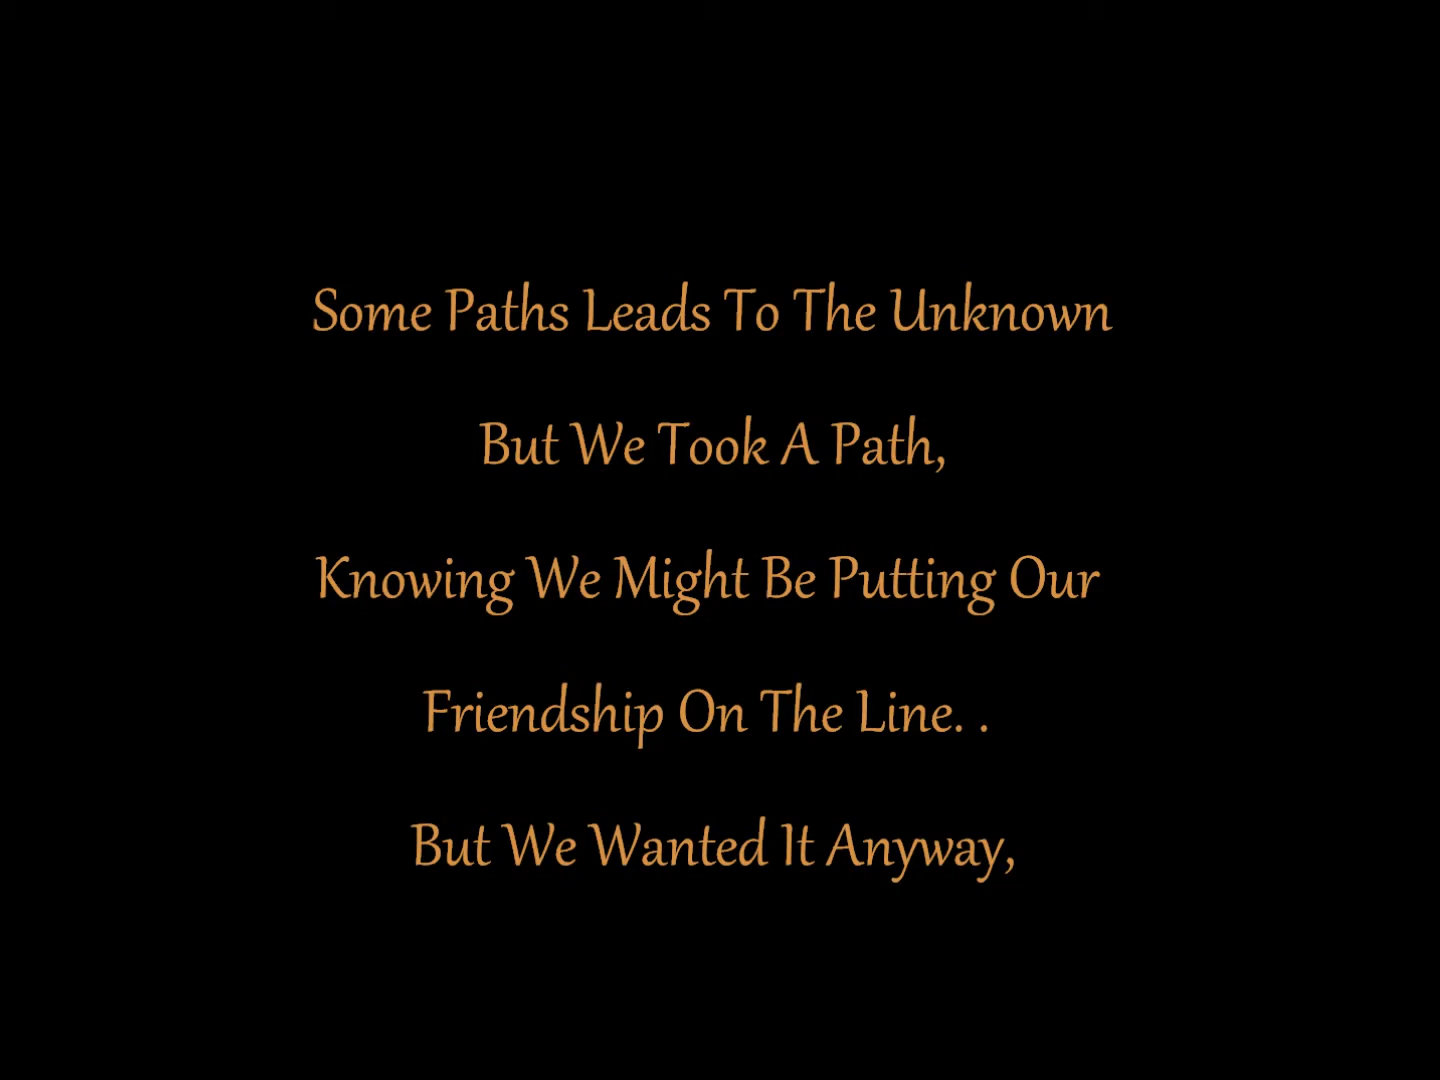 Some Paths Leads To The Unknown
But We Took A Path,
Knowing We Might Be Putting Our
Friendship On The Line. .
But We Wanted It Anyway,